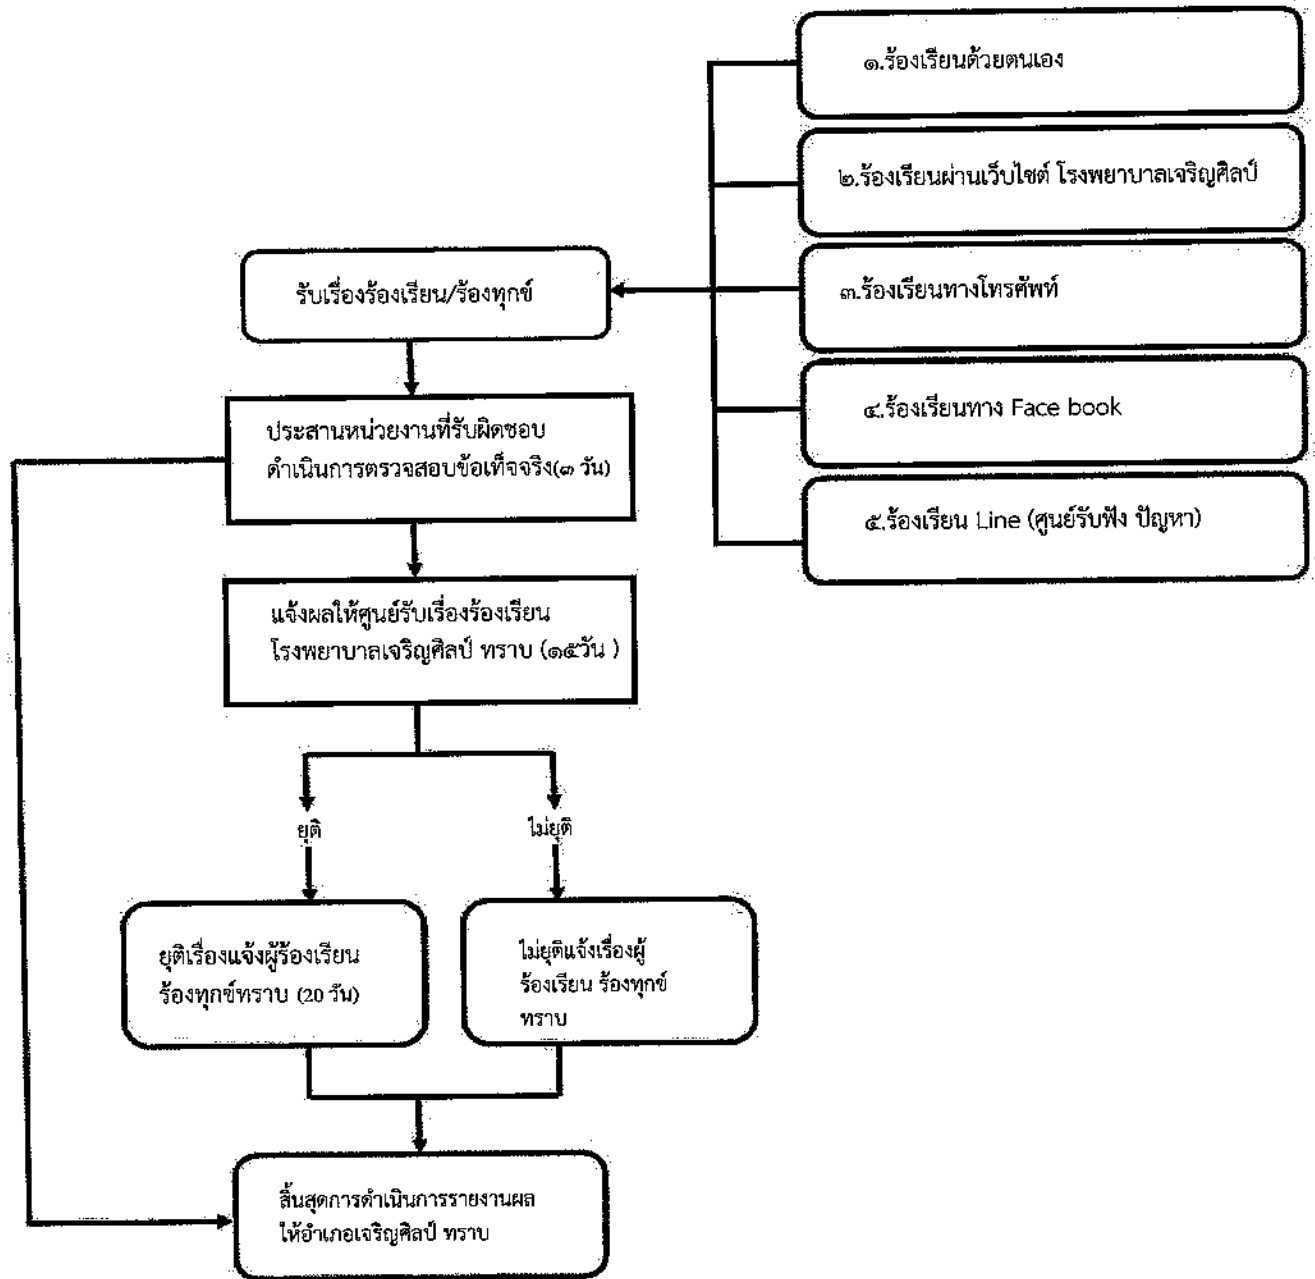 ๑.ร้องเรียนด้วยตนเอง
๒.ร้องเรียนผ่านเว็บไซต์ โรงพยาบาลเจริญศิลป์
รับเรื่องร้องเรียน/ร้องทุกข์
๓.ร้องเรียนทางโทรศัพท์
๔.ร้องเรียนทาง Face book
๕.ร้องเรียน Line (ศูนย์รับฟัง ปัญหา)
ประสานหน่วยงานที่รับผิดชอบ
ดำเนินการตรวจสอบข้อเท็จจริง(๓ วัน)
แจ้งผลให้ศูนย์รับเรื่องร้องเรียน
โรงพยาบาลเจริญศิลป์ ทราบ (๑๕วัน )
ยุติ
ไม่ยุติ
ยุติเรื่องแจ้งผู้ร้องเรียน
ร้องทุกข์ทราบ (20 วัน)
ไม่ยุติแจ้งเรื่องผู้
ร้องเรียน ร้องทุกข์
ทราบ
สิ้นสุดการดำเนินการรายงานผล
ให้อำเภอเจริญศิลป์ ทราบ